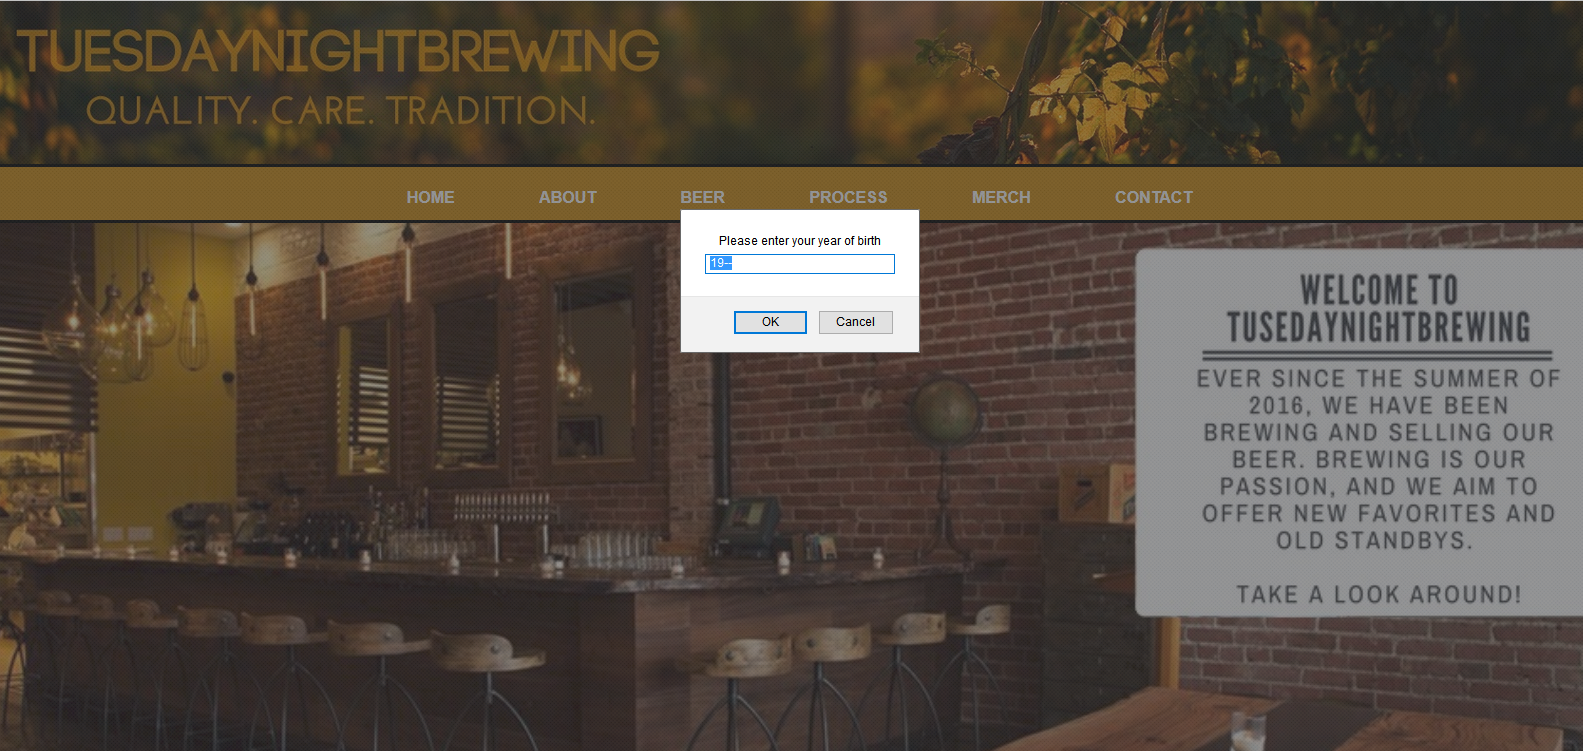 TUESDAYNIGHTBREWING
QUALITY. CARE. TRADITION.
HOME ABOUT BEER PROCESS MERCH CONTACT
Please enter your year of birth
19--
OK Cancel
WELCOME TO
TUSEDAYNIGHTBREWING
EVER SINCE THE SUMMER OF
2016, WE HAVE BEEN
BREWING AND SELLING OUR
BEER. BREWING IS OUR
PASSION, AND WE AIM TO
OFFER NEW FAVORITES AND
OLD STANDBYS.
TAKE A LOOK AROUND!